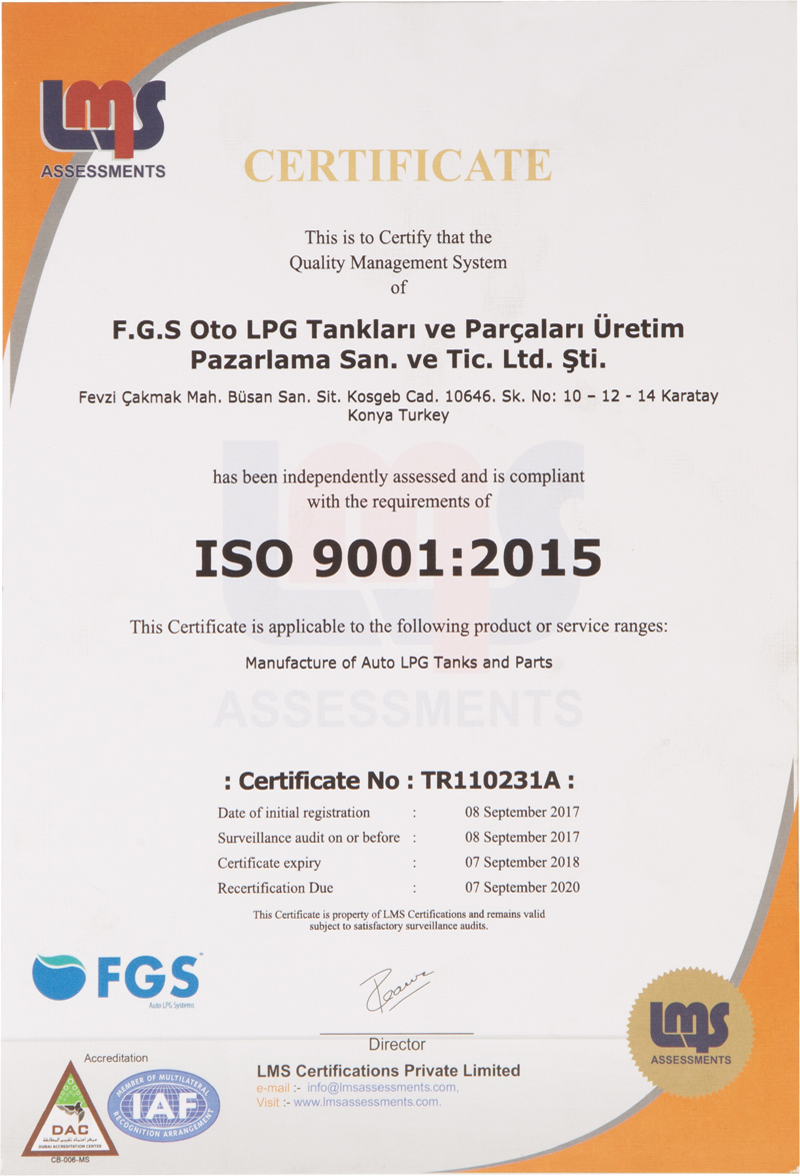 LMS
ASSESSMENTS
CERTIFICATE
This is to Certify that the
Quality Management System
of
F.G.S Oto LPG Tankları ve Parçaları Üretim
Pazarlama San. ve Tic. Ltd. Şti.
Fevzi Çakmak Mah. Büsan San. Sit. Kosgeb Cad. 10646. Sk. No: 10 – 12 - 14 Karatay
Konya Turkey
has been independently assessed and is compliant
with the requirements of
ISO 9001:2015
This Certificate is applicable to the following product or service ranges:
Manufacture of Auto LPG Tanks and Parts
LMS
ASSESSMENTS
: Certificate No : TR110231A :
Date of initial registration : 08 September 2017
Surveillance audit on or before : 08 September 2017
Certificate expiry : 07 September 2018
Recertification Due : 07 September 2020
This Certificate is property of LMS Certifications and remains valid
subject to satisfactory surveillance audits.
FGS
Auto LPG Systems
Director
LMS Certifications Private Limited
e-mail :- info@lmsassessments.com,
Visit :- www.lmsassessments.com.
Accreditation
DAC
DUBAI ACCREDITATION CENTER
CB-006-MS
MEMBER OF MULTILATERAL
IAF
RECOGNITION ARRANGEMENT
LMS
ASSESSMENTS